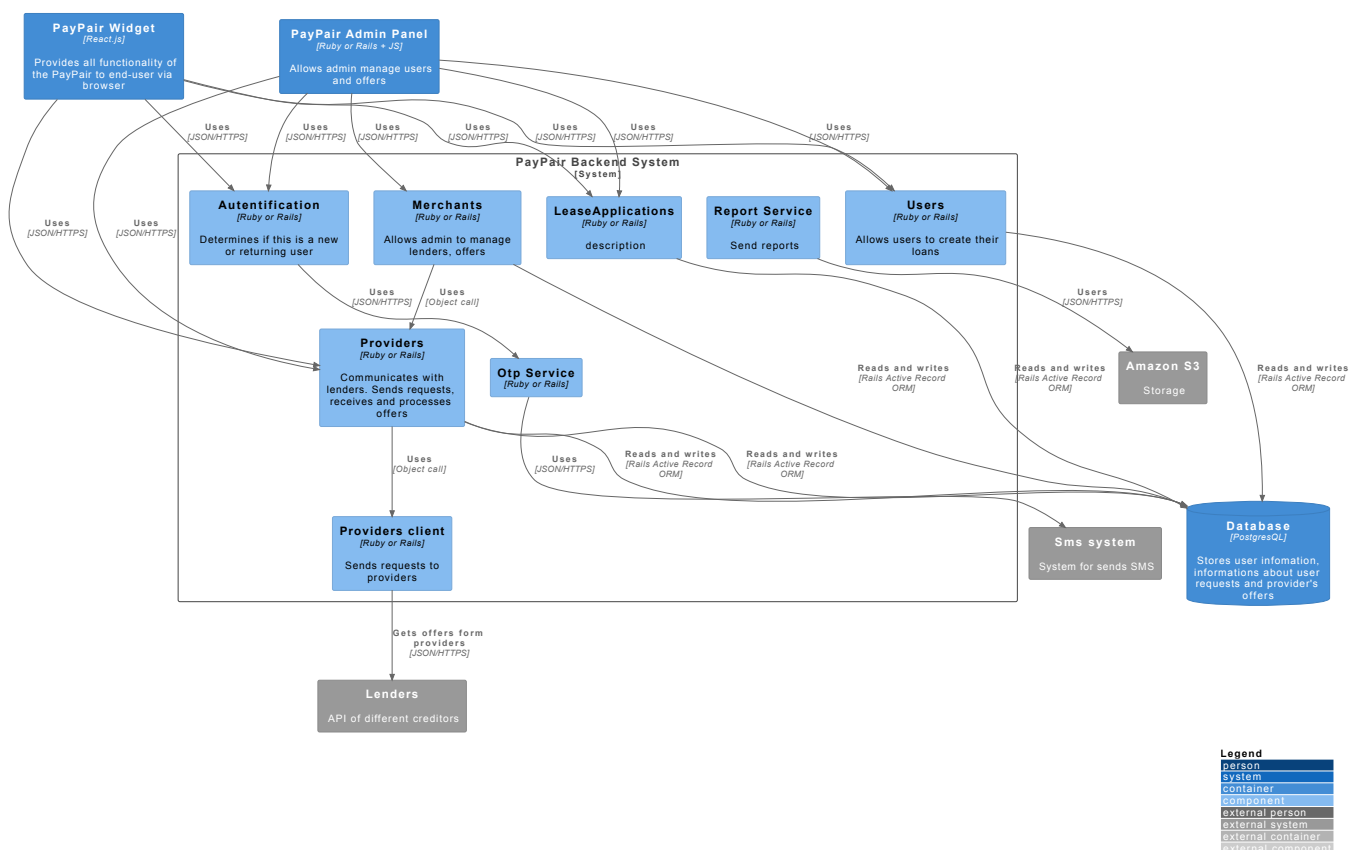 PayPair Widget
[React.js]
Provides all functionality of
the PayPair to end-user via
browser
PayPair Admin Panel
[Ruby or Rails + JS]
Allows admin manage users
and offers
Uses
[JSON/HTTPS]
Uses
[JSON/HTTPS]
Uses
[JSON/HTTPS]
Uses
[JSON/HTTPS]
Uses
[JSON/HTTPS]
Uses
[JSON/HTTPS]
Uses
[JSON/HTTPS]
PayPair Backend System
[System]
Autentification
[Ruby or Rails]
Determines if this is a new
or returning user
Merchants
[Ruby or Rails]
Allows admin to manage
lenders, offers
LeaseApplications
[Ruby or Rails]
description
Report Service
[Ruby or Rails]
Send reports
Users
[Ruby or Rails]
Allows users to create their
loans
Uses
[JSON/HTTPS]
Uses
[JSON/HTTPS]
Uses
[JSON/HTTPS]
Uses
[Object call]
Users
[JSON/HTTPS]
Providers
[Ruby or Rails]
Communicates with
lenders. Sends requests,
receives and processes
offers
Otp Service
[Ruby or Rails]
Amazon S3
Storage
Reads and writes
[Rails Active Record
ORM]
Reads and writes
[Rails Active Record
ORM]
Reads and writes
[Rails Active Record
ORM]
Uses
[Object call]
Uses
[JSON/HTTPS]
Reads and writes
[Rails Active Record
ORM]
Reads and writes
[Rails Active Record
ORM]
Providers client
[Ruby or Rails]
Sends requests to
providers
Sms system
System for sends SMS
Database
[PostgresQL]
Stores user infomation,
informations about user
requests and provider's
offers
Gets offers form
providers
[JSON/HTTPS]
Lenders
API of different creditors
Legend
person
system
container
component
external person
external system
external container
external component